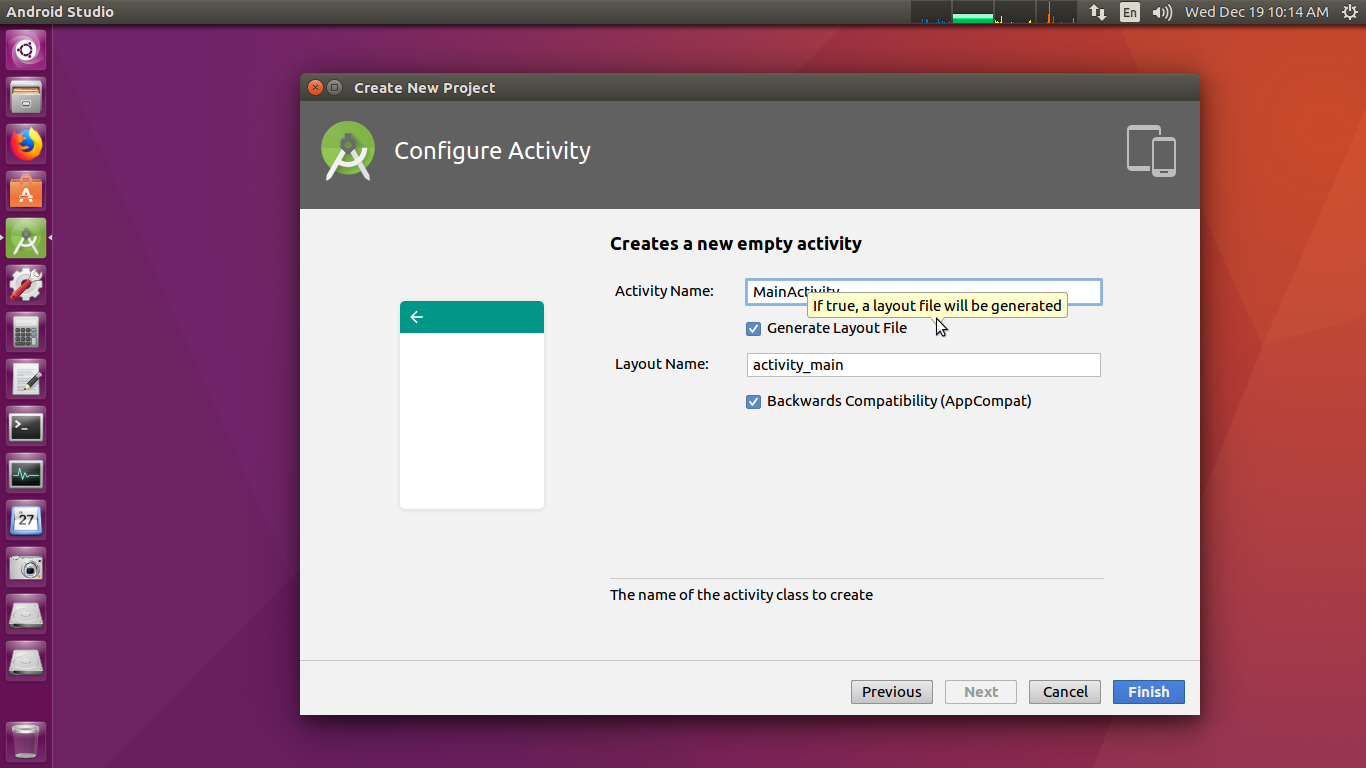 Android Studio
En
Wed Dec 19 10:14 AM
Create New Project
Configure Activity
Creates a new empty activity
Activity Name:
MainActivity
If true, a layout file will be generated
Generate Layout File
Layout Name:
activity_main
Backwards Compatibility (AppCompat)
27
The name of the activity class to create
Previous
Next
Cancel
Finish